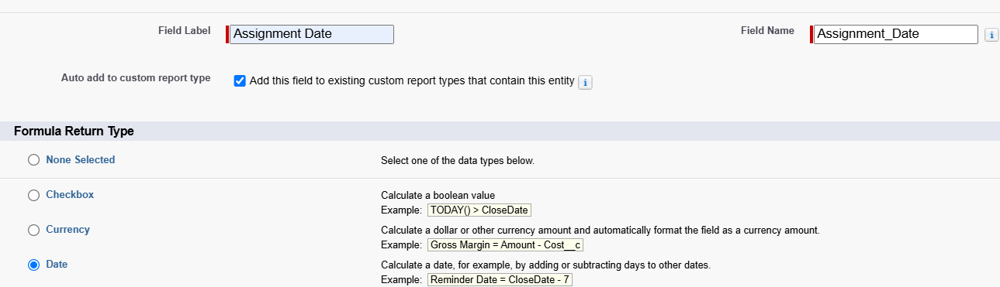 Field Label Assignment Date Field Name Assignment_Date i
Auto add to custom report type Add this field to existing custom report types that contain this entity i
Formula Return Type
None Selected Select one of the data types below.
Checkbox Calculate a boolean value
Example: TODAY() > CloseDate
Currency Calculate a dollar or other currency amount and automatically format the field as a currency amount.
Example: Gross Margin = Amount - Cost__c
Date Calculate a date, for example, by adding or subtracting days to other dates.
Example: Reminder Date = CloseDate - 7